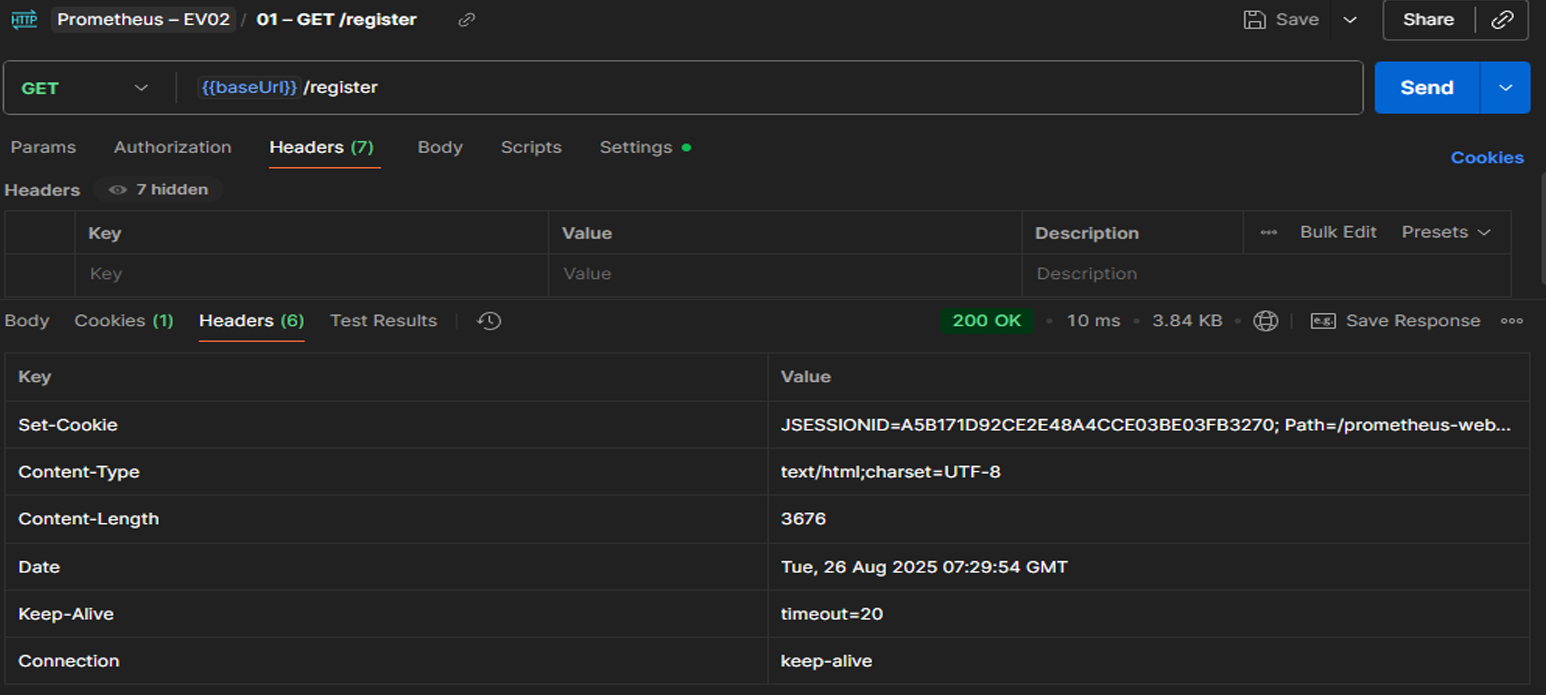 HTTP Prometheus – EV02 / 01 – GET /register Save Share
GET {{baseUrl}} /register Send
Params Authorization Headers (7) Body Scripts Settings Cookies
Headers 7 hidden
Key Value Description Bulk Edit Presets
Key Value Description
Body Cookies (1) Headers (6) Test Results 200 OK 10 ms 3.84 KB e.g. Save Response
Key Value
Set-Cookie JSESSIONID=A5B171D92CE2E48A4CCE03BE03FB3270; Path=/prometheus-web...
Content-Type text/html;charset=UTF-8
Content-Length 3676
Date Tue, 26 Aug 2025 07:29:54 GMT
Keep-Alive timeout=20
Connection keep-alive